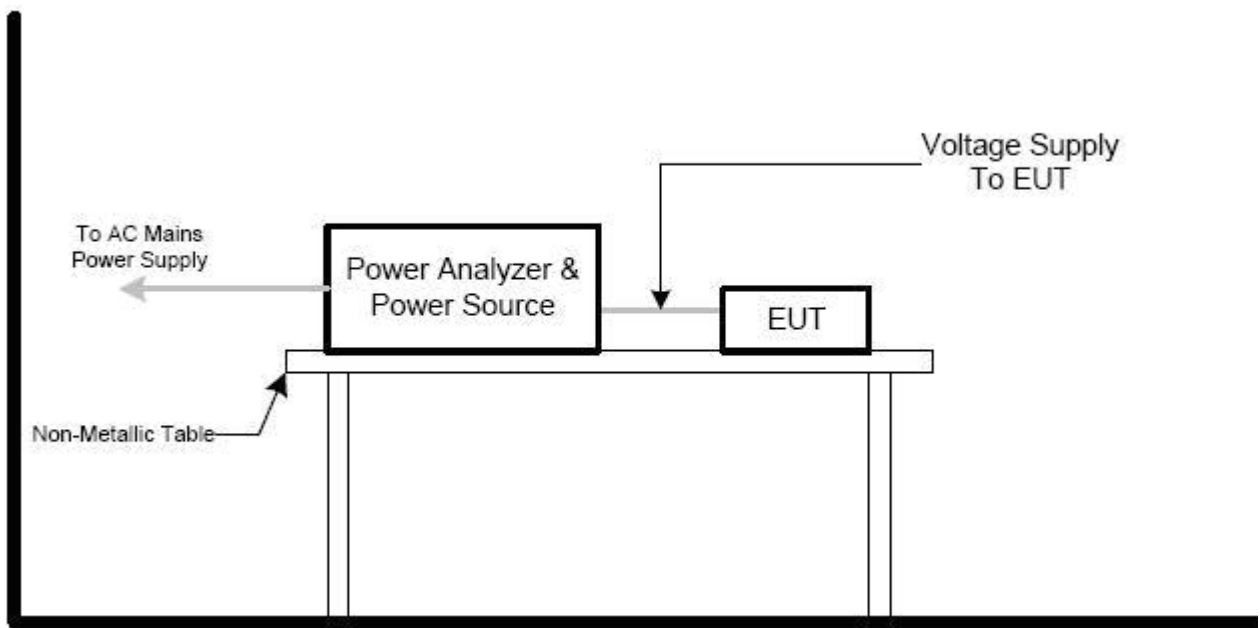 Voltage Supply
To EUT
To AC Mains
Power Supply
Power Analyzer &
Power Source
EUT
Non-Metallic Table